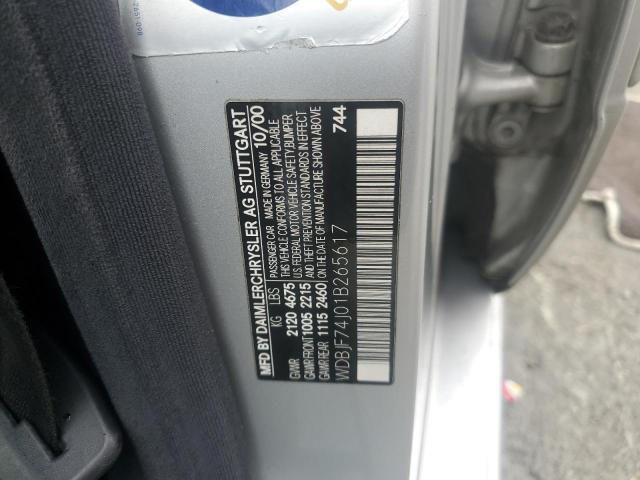 MFD BY DAIMLERCHRYSLER AG STUTTGART
KG LBS PASSENGER CAR MADE IN GERMANY 10/00
GVWR 2120 4675 THIS VEHICLE CONFORMS TO ALL APPLICABLE
U.S. FEDERAL MOTOR VEHICLE SAFETY BUMPER
GAWR FRONT 1005 2215 AND THEFT PREVENTION STANDARDS IN EFFECT
GAWR REAR 1115 2460 ON THE DATE OF MANUFACTURE SHOWN ABOVE
WDBJF74J01B265617 744